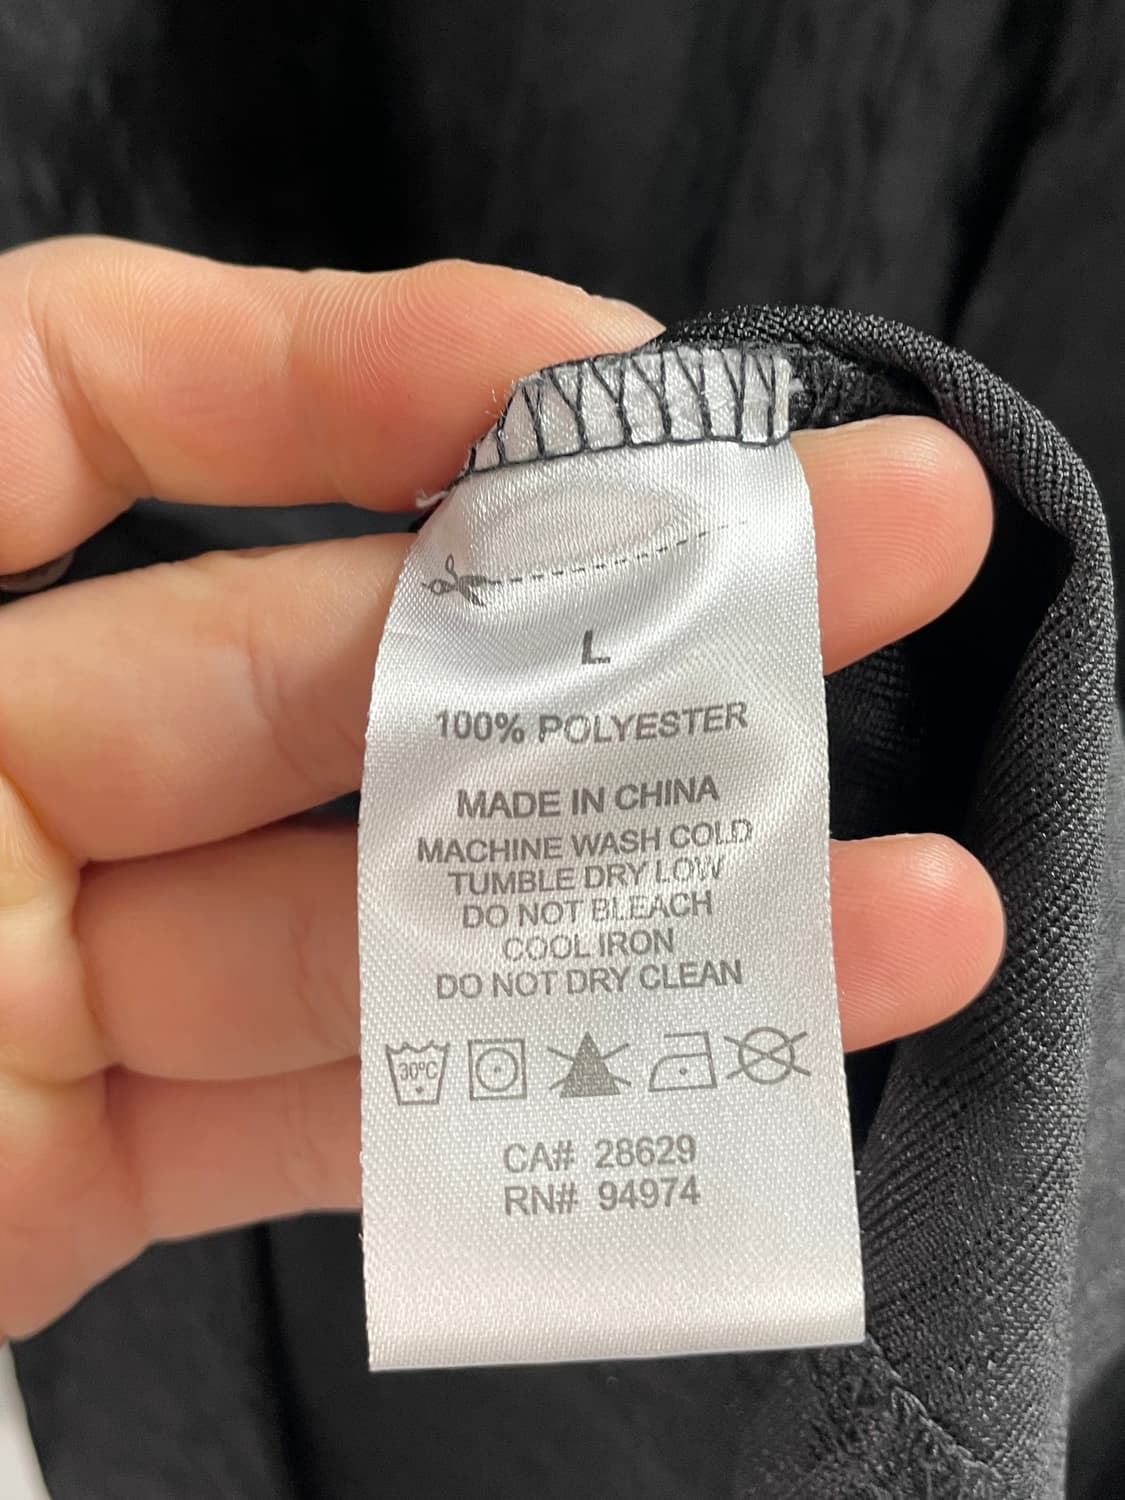 L
100% POLYESTER
MADE IN CHINA
MACHINE WASH COLD
TUMBLE DRY LOW
DO NOT BLEACH
COOL IRON
DO NOT DRY CLEAN
30°C
CA# 28629
RN# 94974